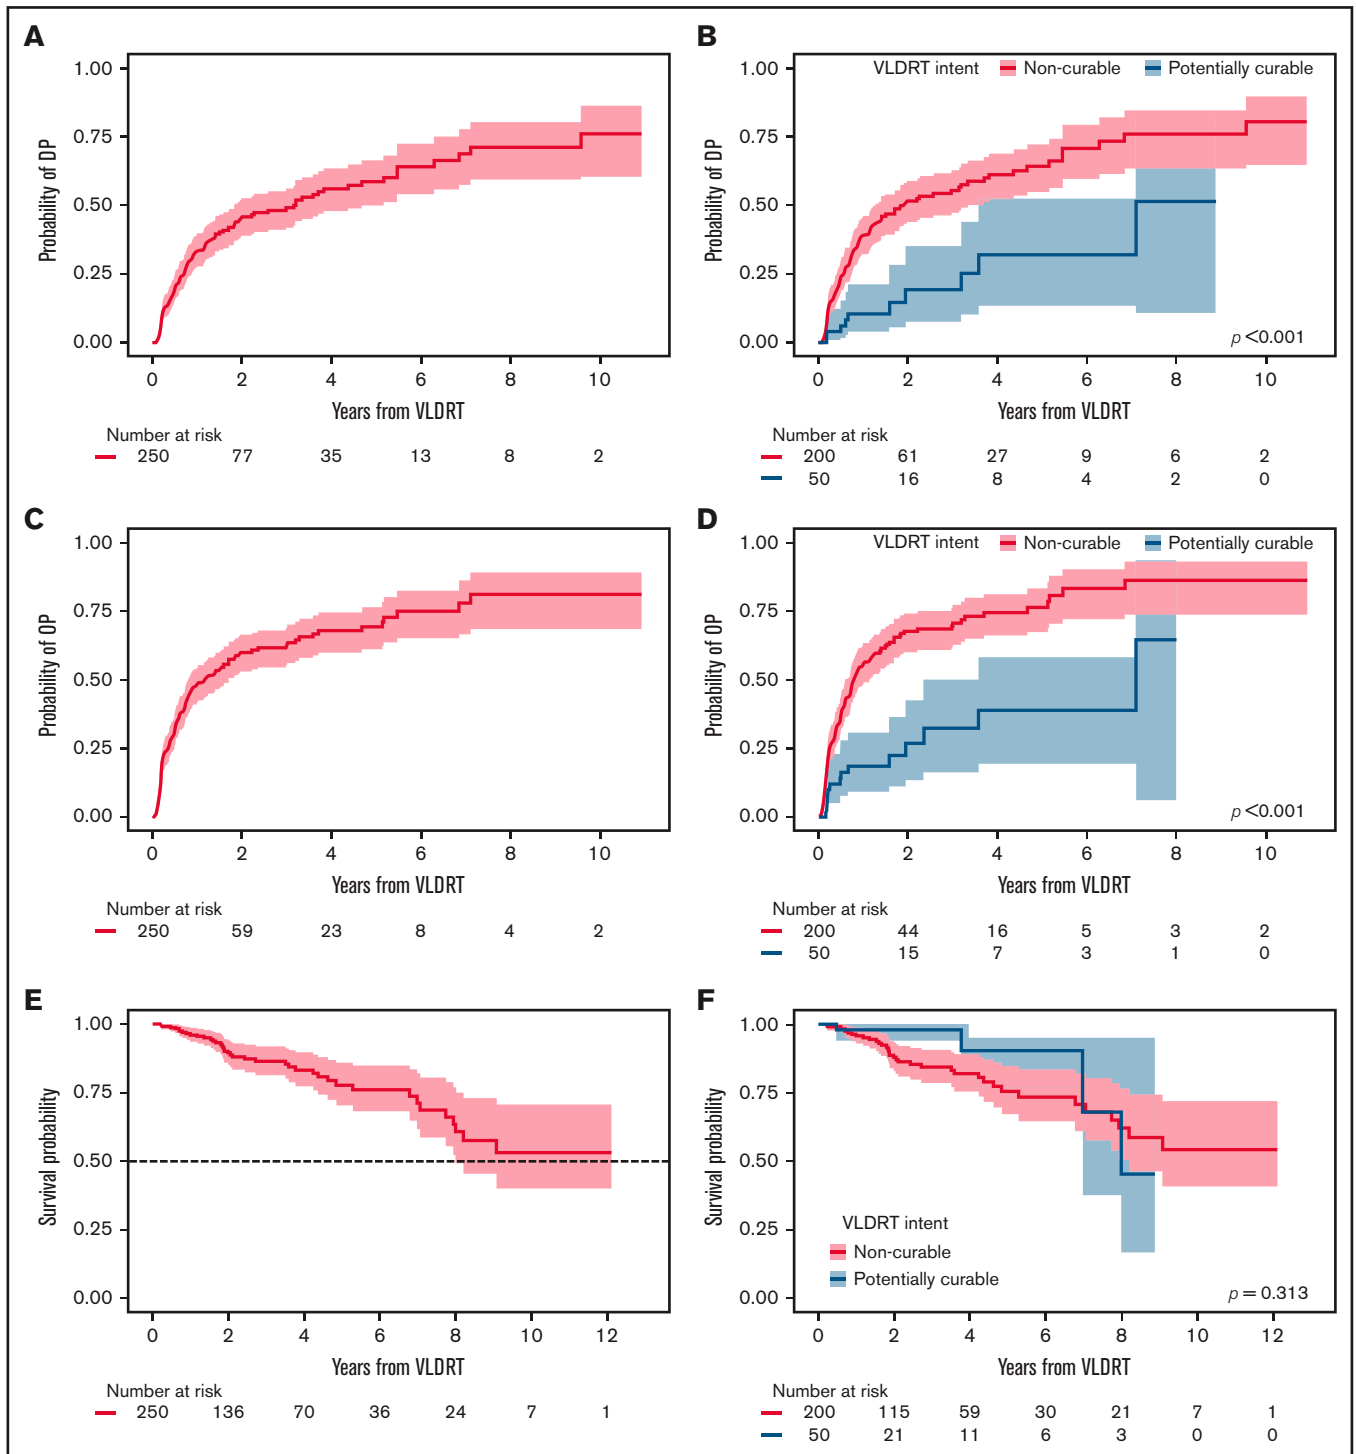 A
Probability of DP
1.00
0.75
0.50
0.25
0.00
0 2 4 6 8 10
Years from VLDRT
Number at risk
250 77 35 13 8 2
B
VLDRT intent Non-curable Potentially curable
Probability of DP
1.00
0.75
0.50
0.25
0.00
p <0.001
0 2 4 6 8 10
Years from VLDRT
Number at risk
200 61 27 9 6 2
50 16 8 4 2 0
C
Probability of OP
1.00
0.75
0.50
0.25
0.00
0 2 4 6 8 10
Years from VLDRT
Number at risk
250 59 23 8 4 2
D
VLDRT intent Non-curable Potentially curable
Probability of OP
1.00
0.75
0.50
0.25
0.00
p <0.001
0 2 4 6 8 10
Years from VLDRT
Number at risk
200 44 16 5 3 2
50 15 7 3 1 0
E
Survival probability
1.00
0.75
0.50
0.25
0.00
0 2 4 6 8 10 12
Years from VLDRT
Number at risk
250 136 70 36 24 7 1
F
Survival probability
1.00
0.75
0.50
0.25
0.00
VLDRT intent
Non-curable
Potentially curable
p = 0.313
0 2 4 6 8 10 12
Years from VLDRT
Number at risk
200 115 59 30 21 7 1
50 21 11 6 3 0 0